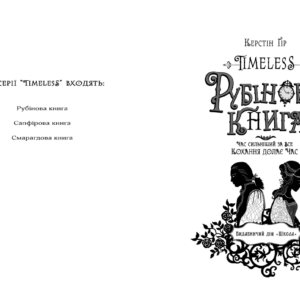 СЕРІЇ "TIMELESS" ВХОДЯТЬ:
Рубінова книга
Сапфірова книга
Смарагдова книга
Керстін Ґір
TIMELESS
РУБІНОВ
КНИГА
Час сильніший за все
Кохання долає час
Видавничий дім «Школа»